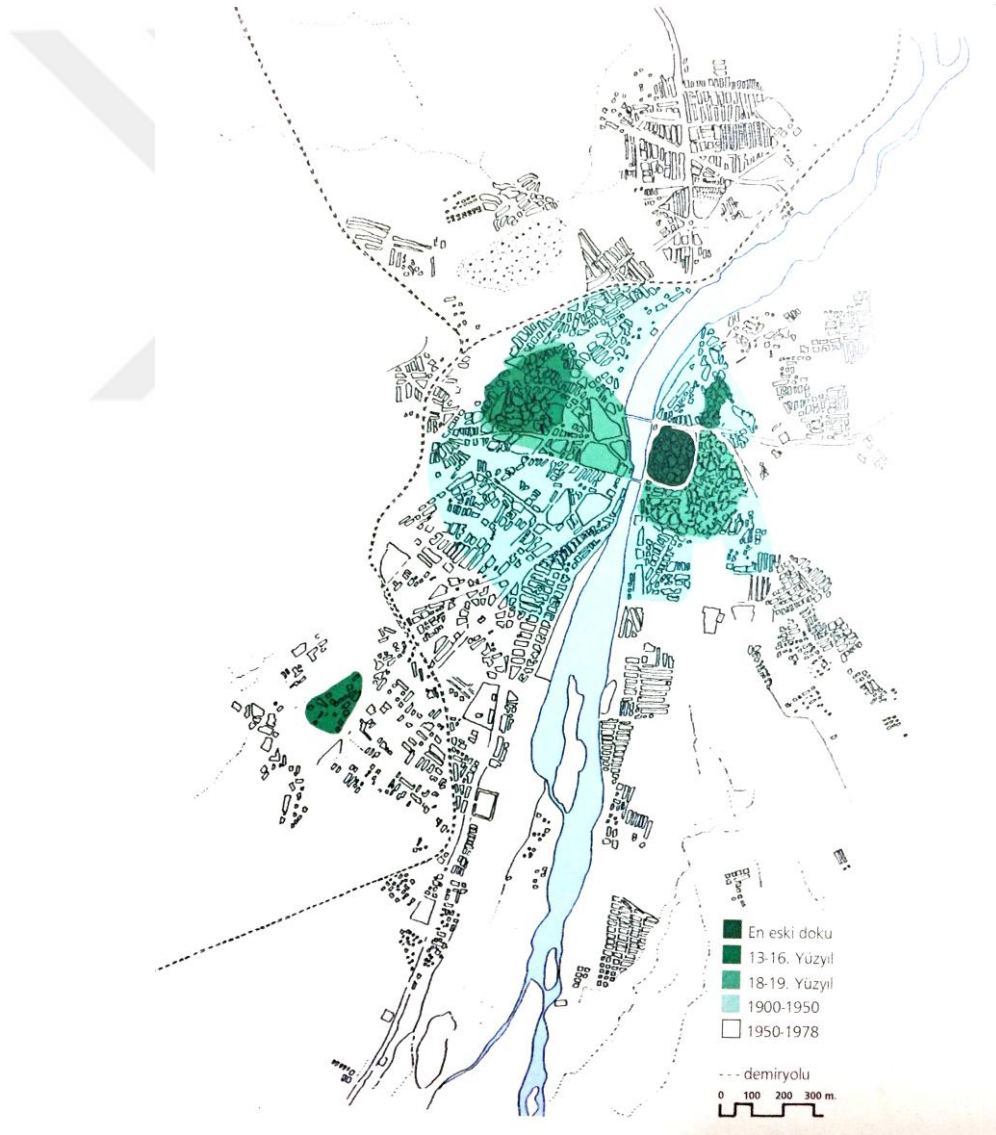 En eski doku
13-16. Yüzyıl
18-19. Yüzyıl
1900-1950
1950-1978
--- demiryolu
0 100 200 300 m.